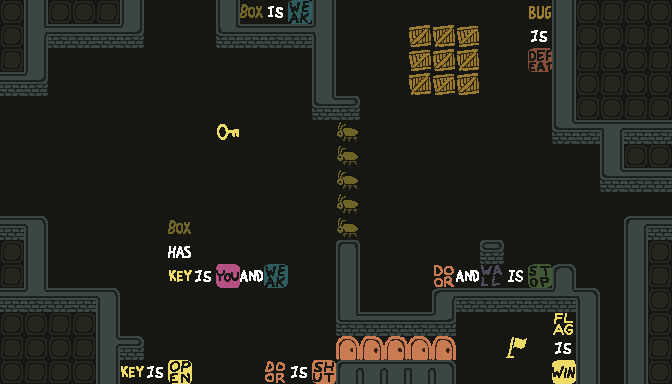 BOX IS WEAK
BUG
IS
DEFEAT
BOX
HAS
KEY IS YOU AND WEAK
DOOR AND WALL IS STOP
FLAG
IS
WIN
KEY IS OPEN
DOOR IS SHUT